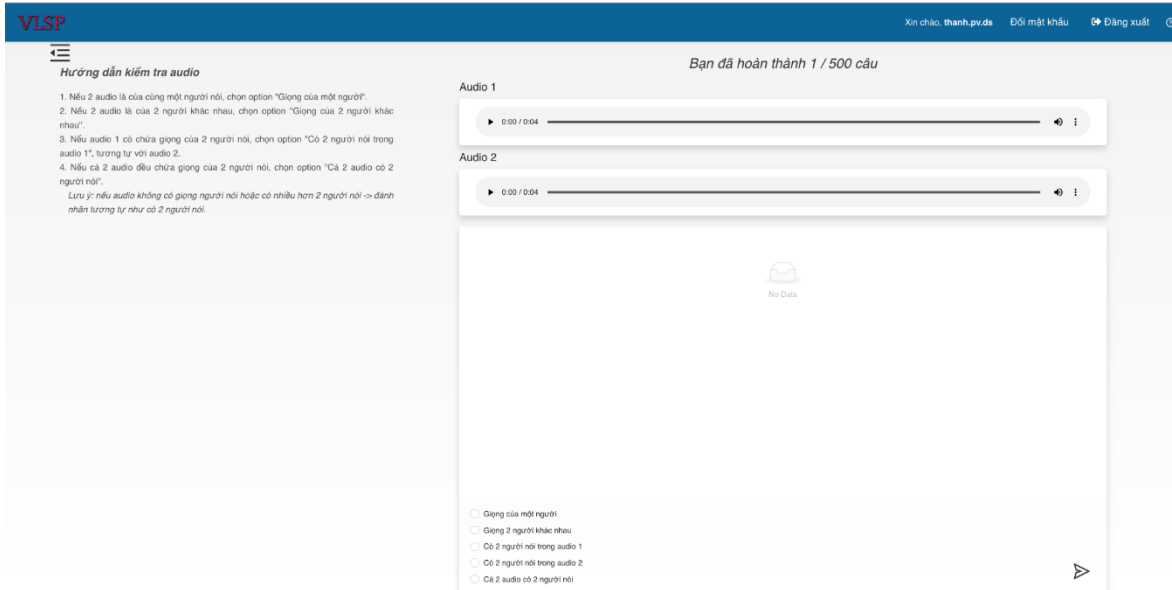 VLSP
Xin chào, thanh.pv.ds Đổi mật khẩu Đăng xuất
Hướng dẫn kiểm tra audio
1. Nếu 2 audio là của cùng một người nói, chọn option "Giọng của một người".
2. Nếu 2 audio là của 2 người khác nhau, chọn option "Giọng của 2 người khác
nhau".
3. Nếu audio 1 có chứa giọng của 2 người nói, chọn option "Có 2 người nói trong
audio 1", tương tự với audio 2.
4. Nếu cả 2 audio đều chứa giọng của 2 người nói, chọn option "Cả 2 audio có 2
người nói".
Lưu ý: nếu audio không có giọng người nói hoặc có nhiều hơn 2 người nói -> đánh
nhãn tương tự như có 2 người nói.
Bạn đã hoàn thành 1 / 500 câu
Audio 1
0:00 / 0:04
Audio 2
0:00 / 0:04
No Data
Giọng của một người
Giọng 2 người khác nhau
Có 2 người nói trong audio 1
Có 2 người nói trong audio 2
Cả 2 audio có 2 người nói